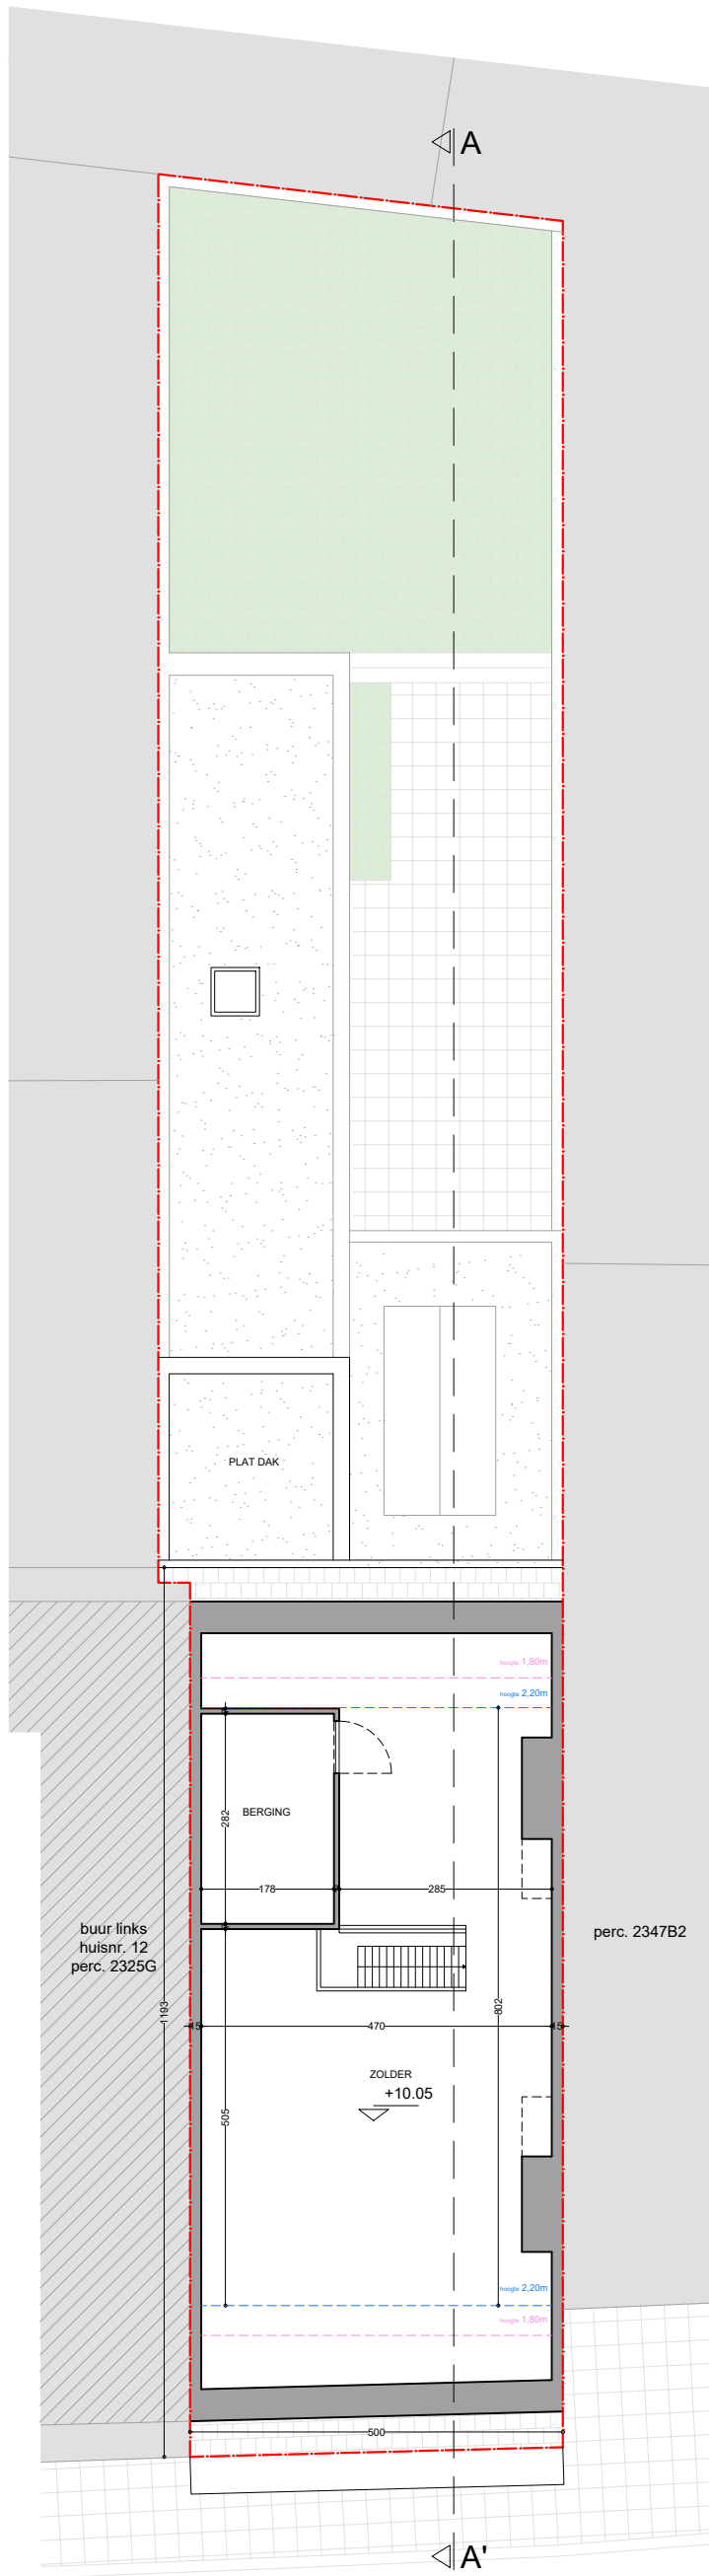 A
PLAT DAK
hoogte 1,80m
hoogte 2,20m
282
BERGING
178
285
buur links
huisnr. 12
perc. 2325G
perc. 2347B2
1193
802
15
470
15
ZOLDER
+10.05
505
hoogte 2,20m
hoogte 1,80m
500
A'